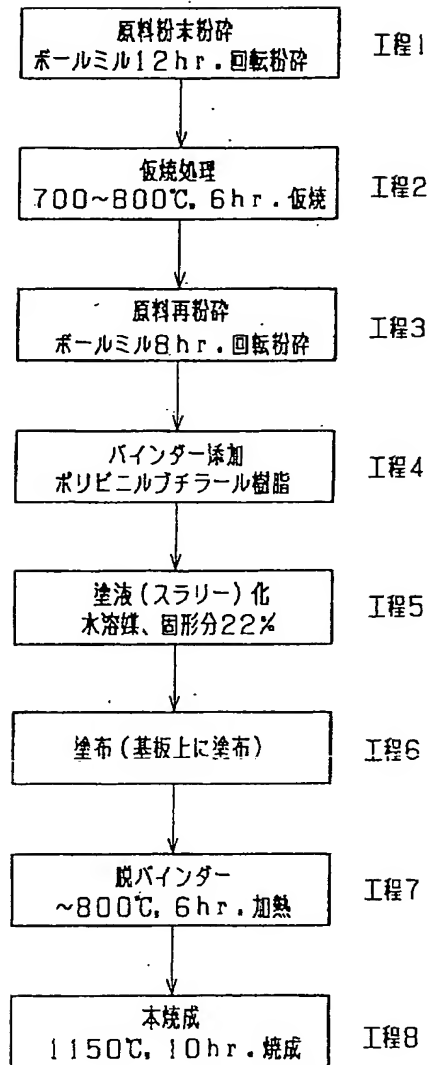 原料粉末粉砕
ボールミル12hr.回転粉砕
工程1
仮焼処理
700~800℃, 6hr.仮焼
工程2
原料再粉砕
ボールミル8hr.回転粉砕
工程3
バインダー添加
ポリビニルブチラール樹脂
工程4
塗液(スラリー)化
水溶媒、固形分22%
工程5
塗布(基板上に塗布)
工程6
脱バインダー
~800℃, 6hr.加熱
工程7
本焼成
1150℃, 10hr.焼成
工程8